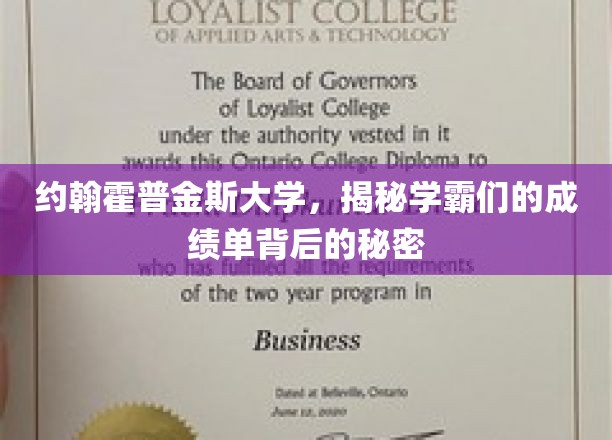 LOYALIST COLLEGE
OF APPLIED ARTS & TECHNOLOGY
The Board of Governors
of Loyalist College
under the authority vested in it
awards this Ontario College Diploma to
约翰霍普金斯大学，揭秘学霸们的成
绩单背后的秘密
who has fulfilled all the requirements
of the two year program in
Business
Dated at Belleville, Ontario
June 12, 2020